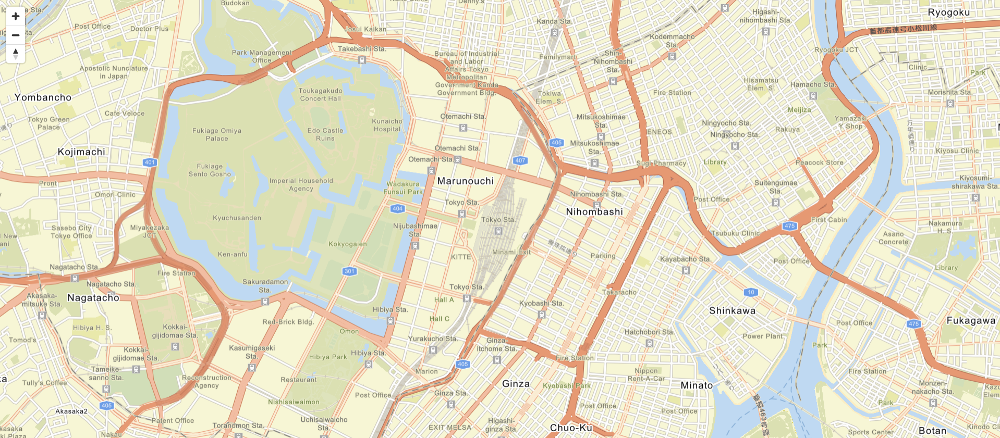 Budokan
Denny's
Post Office
Doctor Plus
Josui Kaikan
Kanda Sta.
Higashi-
nihombashi Sta.
Ryogoku
首都高速号小松川線
Takebashi Sta.
Park Management
Office
Kodemmacho
Sta.
Ryogoku JCT
Bureau of Industrial
and Labor
Affairs Tokyo
Metropolitan
Government Kanda
Government Bldg.
Familymart
Shin-
Nihombashi
Sta.
Apostolic Nunciature
in Japan
Clinic
Park
Hisamatsu
Elem. S.
Hamacho Sta.
Morishita Sta.
Toukagakudo
Concert Hall
Tokiwa
Elem. S.
Fire Station
Yombancho
Cafe Veloce
Tokyo Green
Palace
Otemachi Sta.
Mitsukoshimae
Sta.
Meijiza
Yamazaki
Y Shop
Kunaicho
Hospital
Fukiage Omiya
Palace
Edo Castle
Ruins
ENEOS
Ningyocho Sta.
Ningyocho Sta.
Rakuya
万年橋通り
Kojimachi
401
405
407
Otemachi Sta.
Otemachi Sta.
Mitsukoshimae
Sta.
Kiyosu Clinic
Fukiage
Sento Gosho
Sugi Pharmacy
Library
Peacock Store
Imperial Household
Agency
Marunouchi
Wadakura
Funsui Park
Suitengumae
Sta.
Kiyosumi-
shirakawa Sta.
Pront
Omori Clinic
Nihombashi Sta.
Post Office
Tokyo Sta.
404
Nihombashi
Kyuchusanden
Tokyo Sta.
First Cabin
475
Nakamura
H. S.
Sasebo City
Tokyo Office
Miyakezaka
JCT
Nijubashimae
Sta.
Tsubuku Clinic
Asano
Concrete
Kokyogaien
Ken-anfu
KITTE
Minami Exit
Parking
Kayabacho Sta.
Post Office
Library
Nagatacho Sta.
Fire Station
301
Nagatacho Sta.
Sakuradamon
Sta.
Tokyo Sta.
Hall A
Takaracho
10
Akasaka-
mitsuke Sta.
Nagatacho
Hibiya Sta.
Kyobashi Sta.
Shinkawa
Hall C
Red-Brick Bldg.
Hibiya H. S.
Kokkai-
gijidomae Sta.
Omon
Hatchobori Sta.
Post Office
475
Fukagawa
Tomod's
Kokkai-
gijidomae Sta.
Kasumigaseki
Sta.
Yurakucho Sta.
Ginza-
itchome Sta.
Power Plant
Park
Hibiya Park
Hibiya Sta.
405
Fire Station
Tameike-
sanno Sta.
Reconstruction
Agency
Restaurant
Marion
Nippon
Rent-A-Car
Fire Station
Tully's Coffee
Ginza
Kyobashi Park
Minato
Monzen-
nakacho Sta.
Post Office
Ginza Sta.
405
Akasaka2
Nishisaiwaimon
Post Office
Post Office
Park
Patent Office
Toranomon Sta.
Uchisaiwaicho
Sta.
EXIT MELSA
Higashi-
ginza Sta.
Chuo-Ku
Sports Center
Botan
Nakau